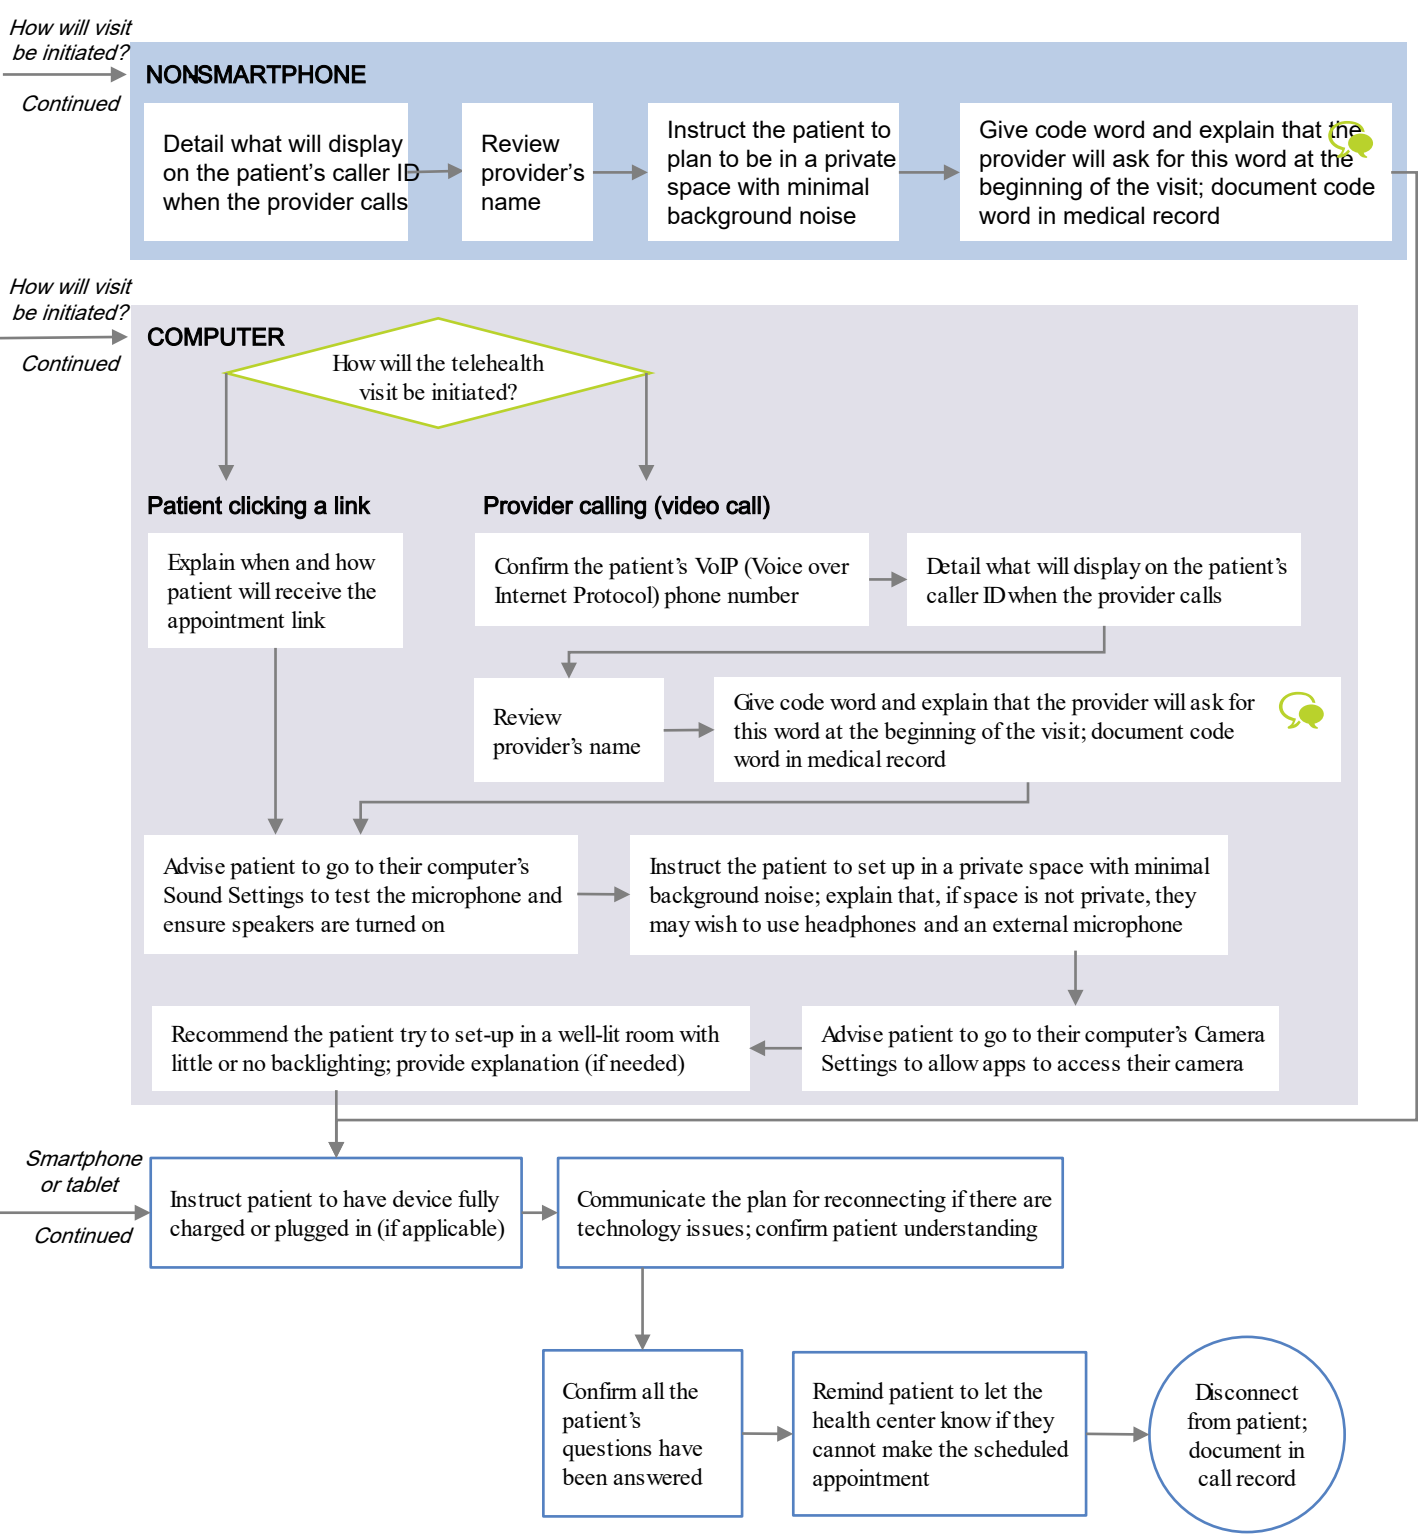 How will visit
be initiated?
Continued
NON-SMARTPHONE
Detail what will display
on the patient's caller ID
when the provider calls
Review
provider's
name
Instruct the patient to
plan to be in a private
space with minimal
background noise
Give code word and explain that the
provider will ask for this word at the
beginning of the visit; document code
word in medical record
How will visit
be initiated?
Continued
COMPUTER
How will the telehealth
visit be initiated?
Patient clicking a link
Provider calling (video call)
Explain when and how
patient will receive the
appointment link
Confirm the patient's VoIP (Voice over
Internet Protocol) phone number
Detail what will display on the patient's
caller ID when the provider calls
Review
provider's name
Give code word and explain that the provider will ask for
this word at the beginning of the visit; document code
word in medical record
Advise patient to go to their computer's
Sound Settings to test the microphone and
ensure speakers are turned on
Instruct the patient to set up in a private space with minimal
background noise; explain that, if space is not private, they
may wish to use headphones and an external microphone
Recommend the patient try to set-up in a well-lit room with
little or no backlighting; provide explanation (if needed)
Advise patient to go to their computer's Camera
Settings to allow apps to access their camera
Smartphone
or tablet
Continued
Instruct patient to have device fully
charged or plugged in (if applicable)
Communicate the plan for reconnecting if there are
technology issues; confirm patient understanding
Confirm all the
patient's
questions have
been answered
Remind patient to let the
health center know if they
cannot make the scheduled
appointment
Disconnect
from patient;
document in
call record